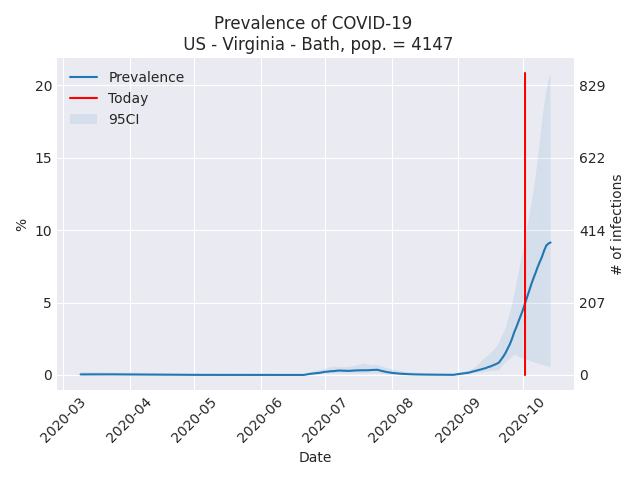 Prevalence of COVID-19
US - Virginia - Bath, pop. = 4147
Prevalence
Today
95CI
20
15
10
5
0
%
829
622
414
207
0
# of infections
2020-03
2020-04
2020-05
2020-06
2020-07
2020-08
2020-09
2020-10
Date